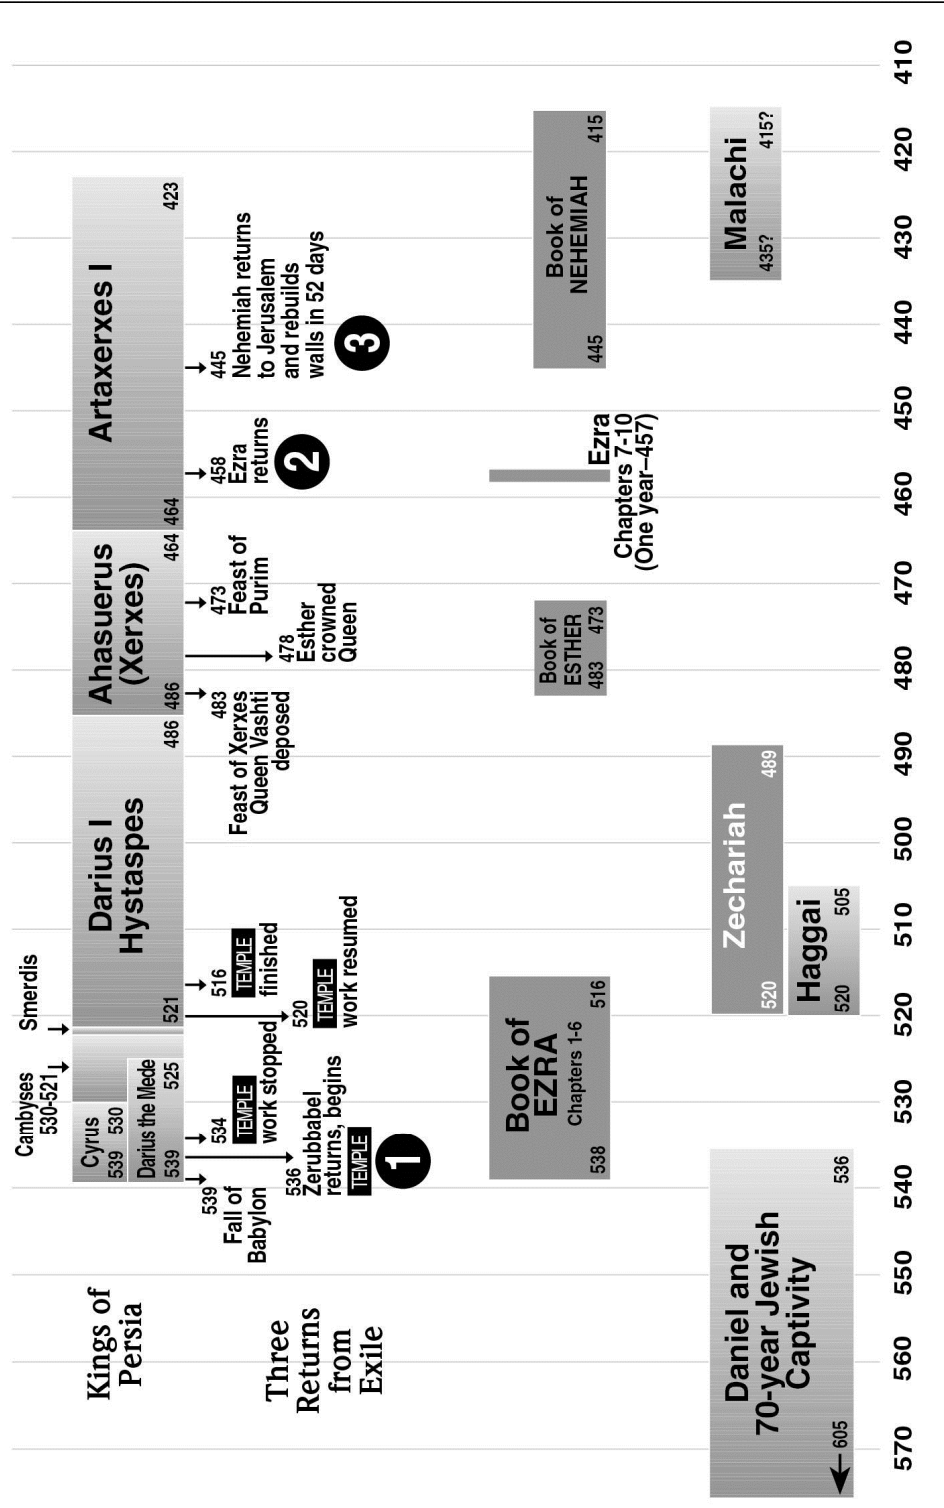 Kings of
Persia
Cambyses
530-521
Smerdis
Cyrus
539 530
Darius the Mede
539 525
Darius I
Hystaspes
521 486
Ahasuerus
(Xerxes)
486 464
Artaxerxes I
464 423
Three
Returns
from
Exile
539
Fall of
Babylon
536
Zerubbabel
returns, begins
TEMPLE
1
534
TEMPLE
work stopped
520
TEMPLE
work resumed
516
TEMPLE
finished
483
Feast of Xerxes
Queen Vashti
deposed
478
Esther
crowned
Queen
473
Feast of
Purim
458
Ezra
returns
2
445
Nehemiah returns
to Jerusalem
and rebuilds
walls in 52 days
3
Book of
EZRA
Chapters 1-6
538 516
Book of
ESTHER
483 473
Ezra
Chapters 7-10
(One year–457)
Book of
NEHEMIAH
445 415
Daniel and
70-year Jewish
Captivity
605 536
Zechariah
520 489
Haggai
520 505
Malachi
435? 415?
570 560 550 540 530 520 510 500 490 480 470 460 450 440 430 420 410